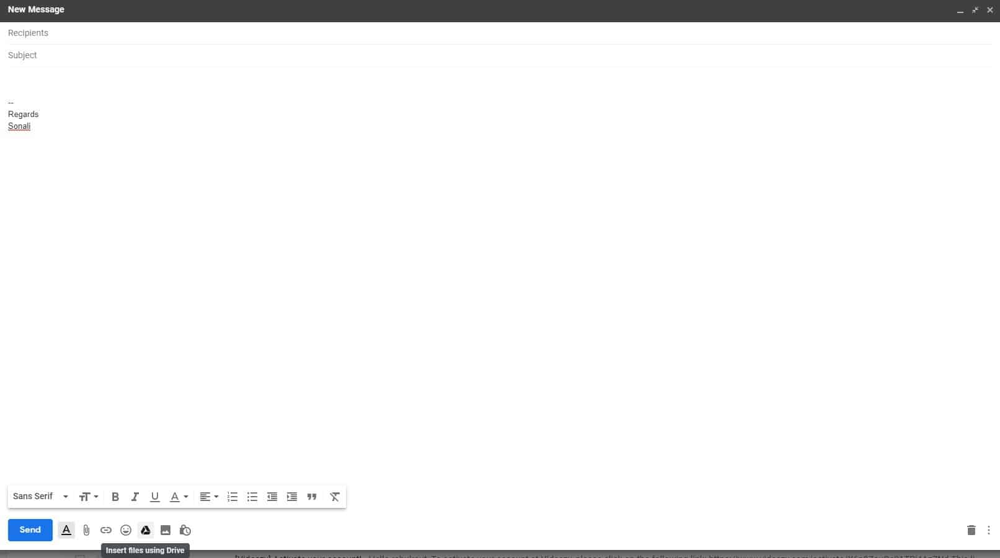 New Message
Recipients
Subject
--
Regards
Sonali
Sans Serif
Send
Insert files using Drive